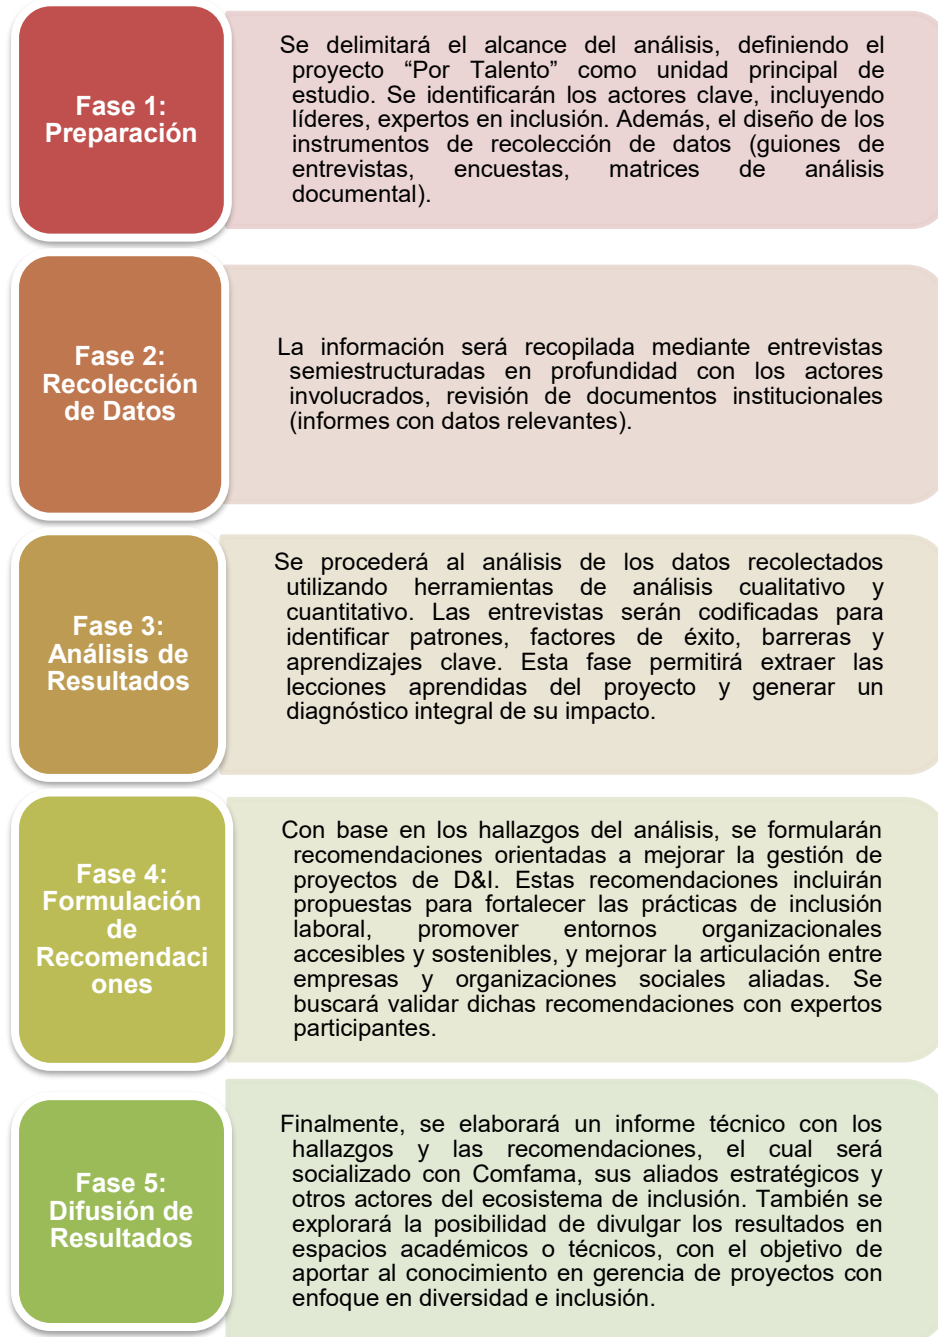 Fase 1:
Preparación
Se delimitará el alcance del análisis, definiendo el
proyecto “Por Talento” como unidad principal de
estudio. Se identificarán los actores clave, incluyendo
líderes, expertos en inclusión. Además, el diseño de los
instrumentos de recolección de datos (guiones de
entrevistas, encuestas, matrices de análisis
documental).
Fase 2:
Recolección
de Datos
La información será recopilada mediante entrevistas
semiestructuradas en profundidad con los actores
involucrados, revisión de documentos institucionales
(informes con datos relevantes).
Fase 3:
Análisis de
Resultados
Se procederá al análisis de los datos recolectados
utilizando herramientas de análisis cualitativo y
cuantitativo. Las entrevistas serán codificadas para
identificar patrones, factores de éxito, barreras y
aprendizajes clave. Esta fase permitirá extraer las
lecciones aprendidas del proyecto y generar un
diagnóstico integral de su impacto.
Fase 4:
Formulación
de
Recomendaci
ones
Con base en los hallazgos del análisis, se formularán
recomendaciones orientadas a mejorar la gestión de
proyectos de D&I. Estas recomendaciones incluirán
propuestas para fortalecer las prácticas de inclusión
laboral, promover entornos organizacionales
accesibles y sostenibles, y mejorar la articulación entre
empresas y organizaciones sociales aliadas. Se
buscará validar dichas recomendaciones con expertos
participantes.
Fase 5:
Difusión de
Resultados
Finalmente, se elaborará un informe técnico con los
hallazgos y las recomendaciones, el cual será
socializado con Comfama, sus aliados estratégicos y
otros actores del ecosistema de inclusión. También se
explorará la posibilidad de divulgar los resultados en
espacios académicos o técnicos, con el objetivo de
aportar al conocimiento en gerencia de proyectos con
enfoque en diversidad e inclusión.